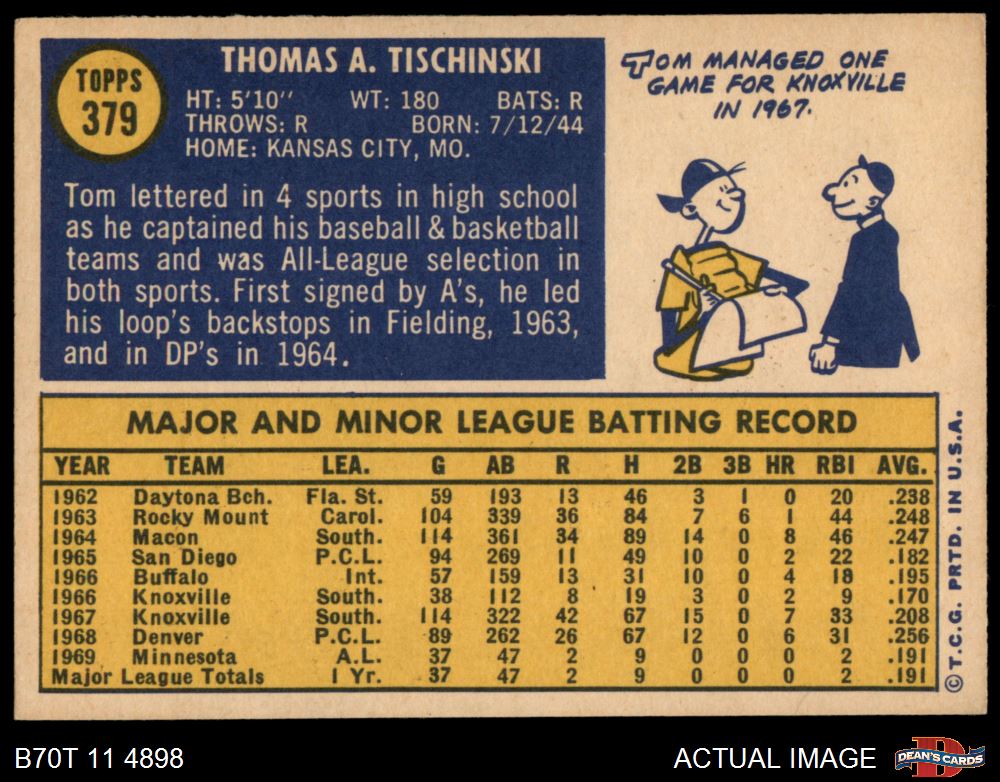 TOPPS
379
THOMAS A. TISCHINSKI
HT: 5'10" WT: 180 BATS: R
THROWS: R BORN: 7/12/44
HOME: KANSAS CITY, MO.
Tom lettered in 4 sports in high school
as he captained his baseball & basketball
teams and was All-League selection in
both sports. First signed by A's, he led
his loop's backstops in Fielding, 1963,
and in DP's in 1964.
TOM MANAGED ONE
GAME FOR KNOXVILLE
IN 1967.
MAJOR AND MINOR LEAGUE BATTING RECORD
YEAR TEAM LEA. G AB R H 2B 3B HR RBI AVG.
1962 Daytona Bch. Fla. St. 59 193 13 46 3 1 0 20 .238
1963 Rocky Mount Carol. 104 339 36 84 7 6 1 44 .248
1964 Macon South. 114 361 34 89 14 0 8 46 .247
1965 San Diego P.C.L. 94 269 11 49 10 0 2 22 .182
1966 Buffalo Int. 57 159 13 31 10 0 4 18 .195
1966 Knoxville South. 38 112 8 19 3 0 2 9 .170
1967 Knoxville South. 114 322 42 67 15 0 7 33 .208
1968 Denver P.C.L. 89 262 26 67 12 0 6 31 .256
1969 Minnesota A.L. 37 47 2 9 0 0 0 2 .191
Major League Totals 1 Yr. 37 47 2 9 0 0 0 2 .191
© T.C.G. PRTD. IN U.S.A.
B70T 11 4898
ACTUAL IMAGE
D
DEAN'S CARDS